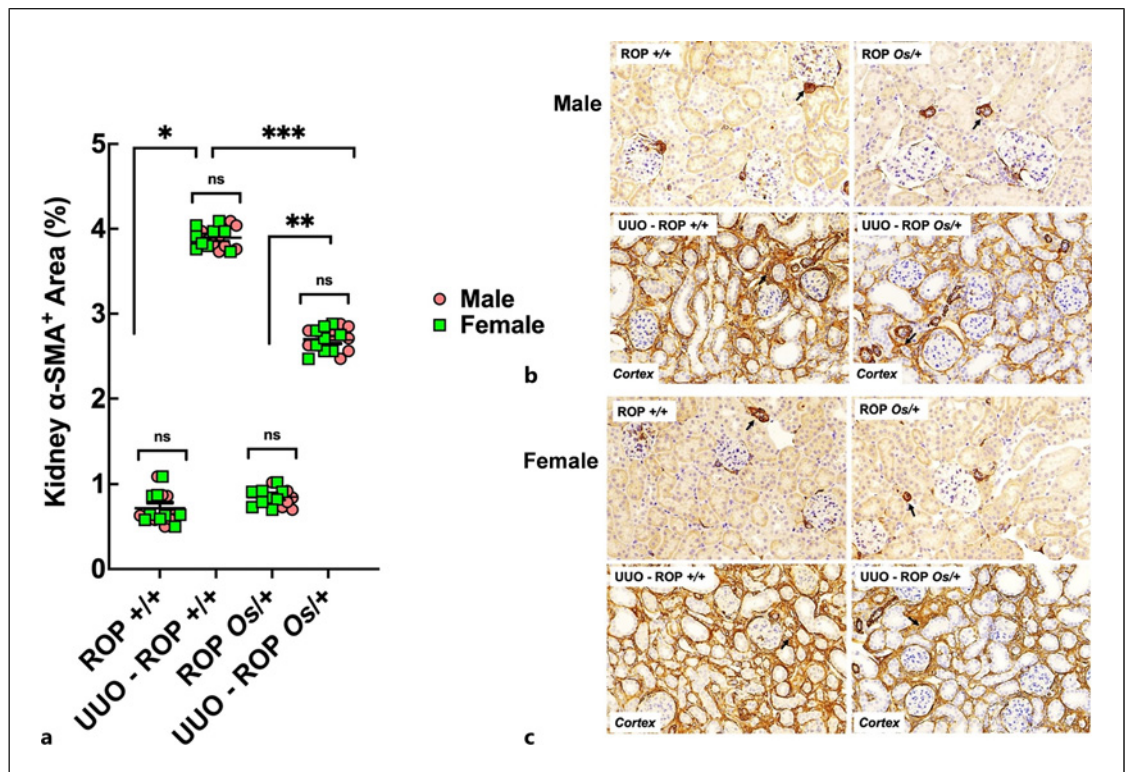 *
***
ns
**
ns
ns
ns
5
4
3
2
1
0
Kidney α-SMA⁺ Area (%)
ROP +/+
UUO - ROP +/+
ROP Os/+
UUO - ROP Os/+
Male
Female
a
Male
ROP +/+
ROP Os/+
UUO - ROP +/+
UUO - ROP Os/+
Cortex
Cortex
b
Female
ROP +/+
ROP Os/+
UUO - ROP +/+
UUO - ROP Os/+
Cortex
Cortex
c